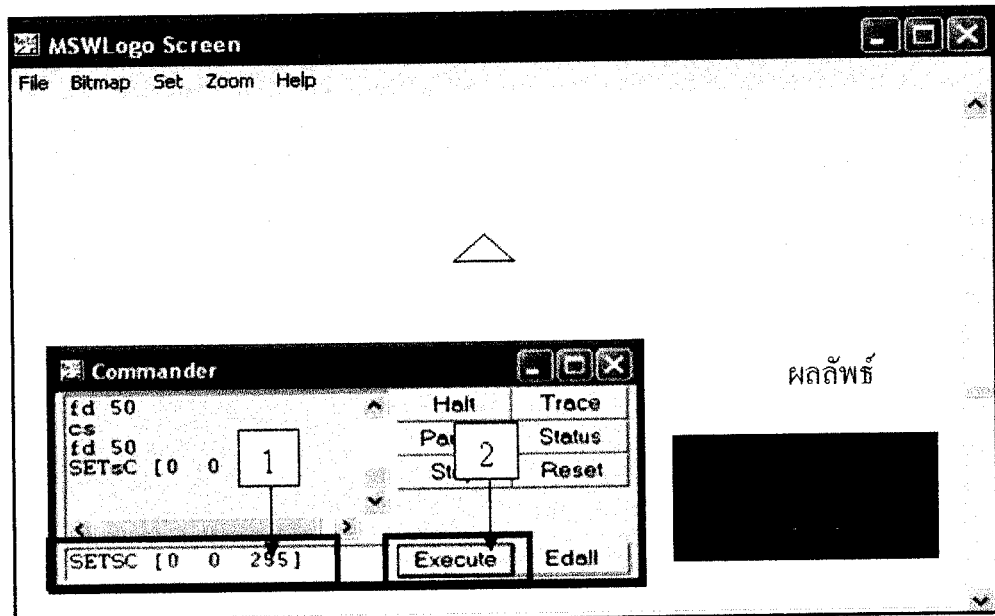 MSWLogo Screen
File Bitmap Set Zoom Help
ผลลัพธ์
Commander
fd 50
cs
fd 50
SETsC [0 0
1
Halt Trace
2
Status
Reset
SETSC [0 0 255]
Execute Edall